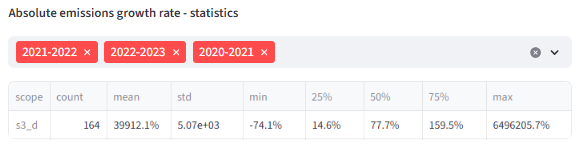 Absolute emissions growth rate - statistics
2021-2022 × 2022-2023 × 2020-2021 ×
scope count mean std min 25% 50% 75% max
s3_d 164 39912.1% 5.07e+03 -74.1% 14.6% 77.7% 159.5% 6496205.7%